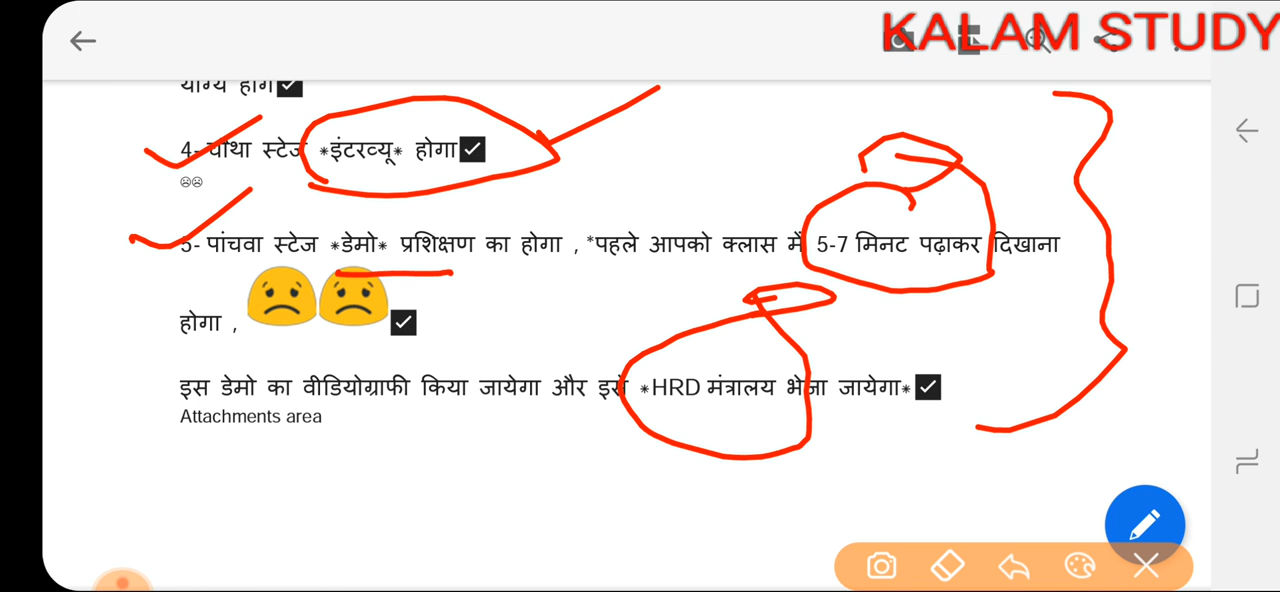 KALAM STUDY
योग्य होंगे✅
4- चौथा स्टेज *इंटरव्यू* होगा✅
5- पांचवा स्टेज *डेमो* प्रशिक्षण का होगा , *पहले आपको क्लास में 5-7 मिनट पढ़ाकर दिखाना
होगा , ✅
इस डेमो का वीडियोग्राफी किया जायेगा और इसे *HRD मंत्रालय भेजा जायेगा*✅
Attachments area